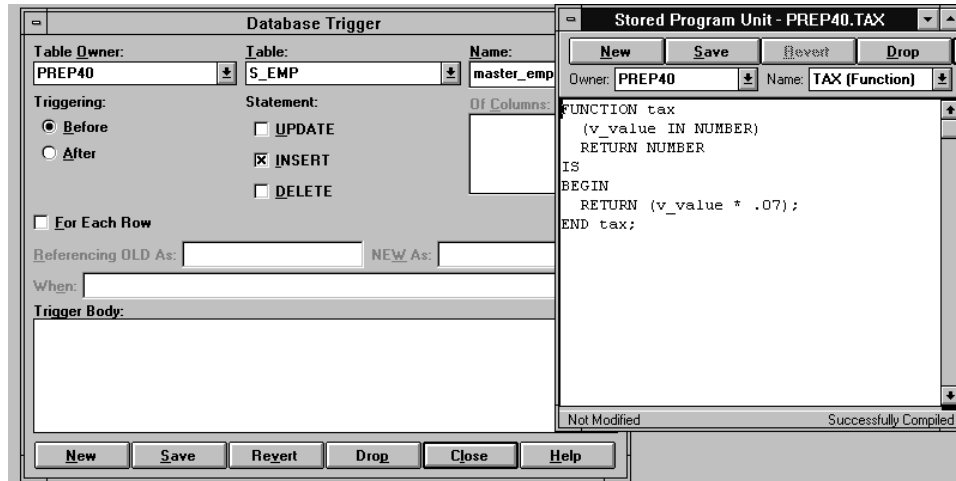 Database Trigger
Table Owner: Table: Name:
PREP40 S_EMP master_emp
Triggering: Statement: Of Columns:
Before
After
UPDATE
INSERT
DELETE
For Each Row
Referencing OLD As: NEW As:
When:
Trigger Body:
New Save Revert Drop Close Help
Stored Program Unit - PREP40.TAX
New Save Revert Drop
Owner: PREP40 Name: TAX (Function)
FUNCTION tax
(v_value IN NUMBER)
RETURN NUMBER
IS
BEGIN
RETURN (v_value * .07);
END tax;
Not Modified Successfully Compiled